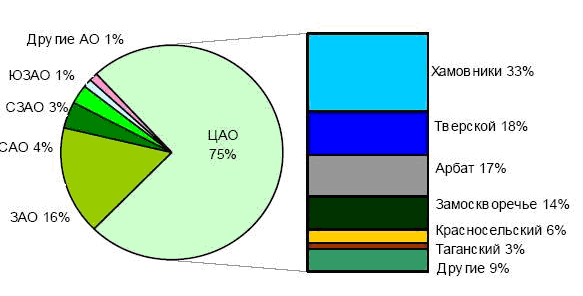 Другие АО 1%
ЮЗАО 1%
СЗАО 3%
САО 4%
ЗАО 16%
ЦАО
75%
Хамовники 33%
Тверской 18%
Арбат 17%
Замоскворечье 14%
Красносельский 6%
Таганский 3%
Другие 9%